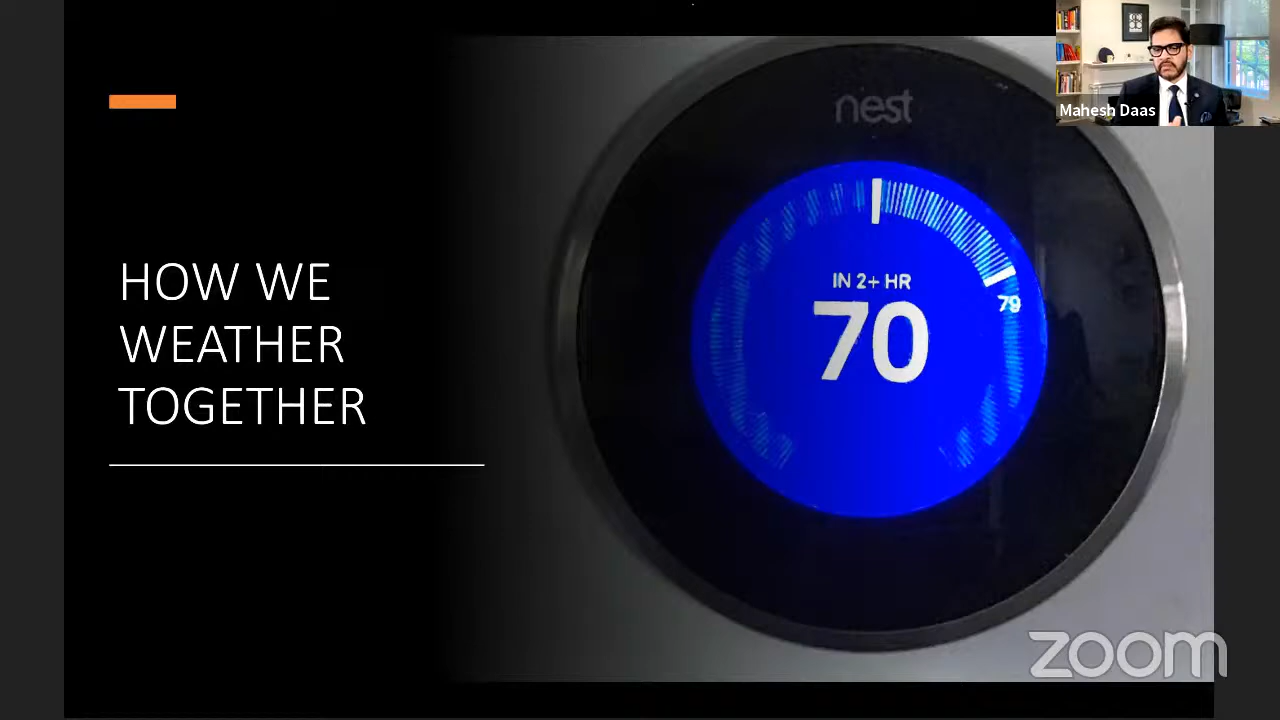 HOW WE
WEATHER
TOGETHER
nest
IN 2+ HR
70
79
Mahesh Daas
zoom